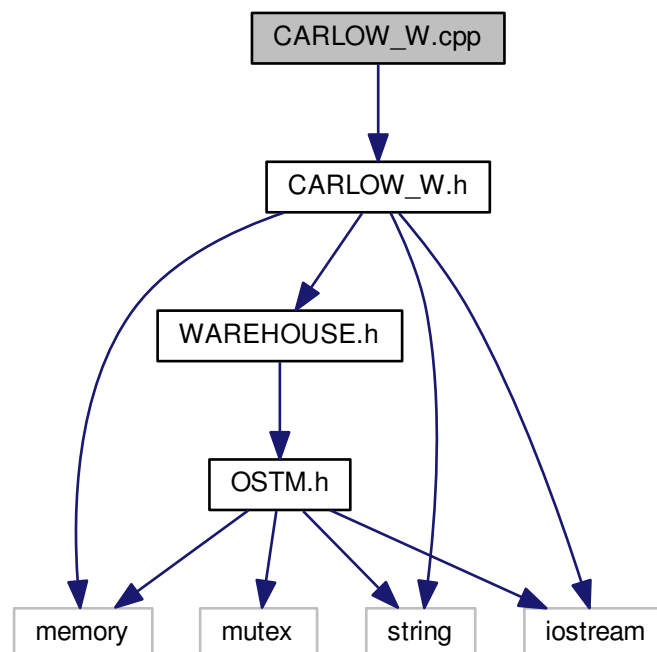 CARLOW_W.cpp
CARLOW_W.h
WAREHOUSE.h
OSTM.h
memory
mutex
string
iostream